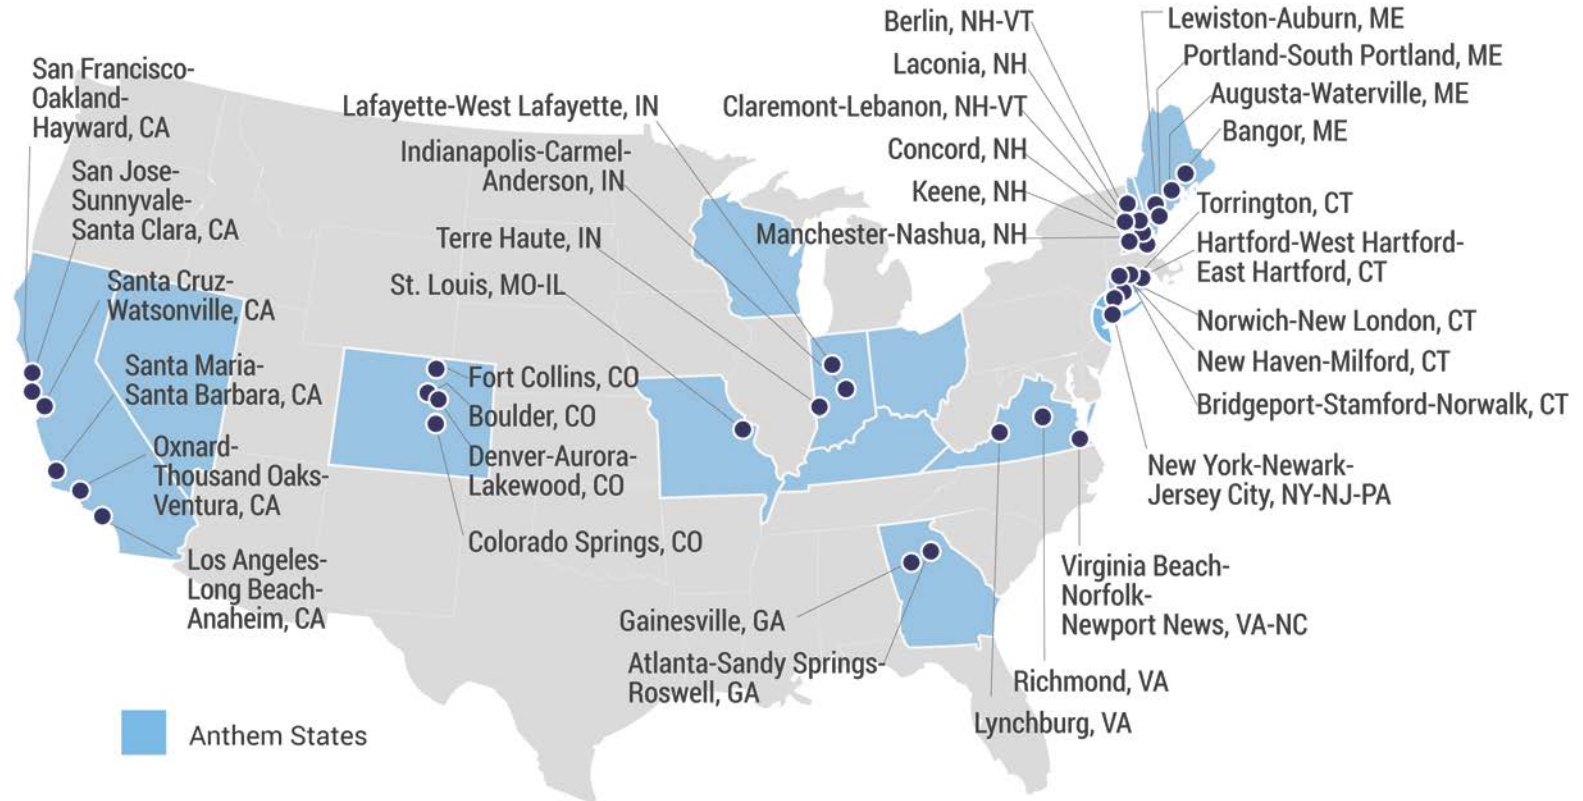 San Francisco-
Oakland-
Hayward, CA
San Jose-
Sunnyvale-
Santa Clara, CA
Santa Cruz-
Watsonville, CA
Santa Maria-
Santa Barbara, CA
Oxnard-
Thousand Oaks-
Ventura, CA
Los Angeles-
Long Beach-
Anaheim, CA
Lafayette-West Lafayette, IN
Indianapolis-Carmel-
Anderson, IN
Terre Haute, IN
St. Louis, MO-IL
Fort Collins, CO
Boulder, CO
Denver-Aurora-
Lakewood, CO
Colorado Springs, CO
Berlin, NH-VT
Laconia, NH
Claremont-Lebanon, NH-VT
Concord, NH
Keene, NH
Manchester-Nashua, NH
Lewiston-Auburn, ME
Portland-South Portland, ME
Augusta-Waterville, ME
Bangor, ME
Torrington, CT
Hartford-West Hartford-
East Hartford, CT
Norwich-New London, CT
New Haven-Milford, CT
Bridgeport-Stamford-Norwalk, CT
New York-Newark-
Jersey City, NY-NJ-PA
Virginia Beach-
Norfolk-
Newport News, VA-NC
Richmond, VA
Lynchburg, VA
Gainesville, GA
Atlanta-Sandy Springs-
Roswell, GA
Anthem States